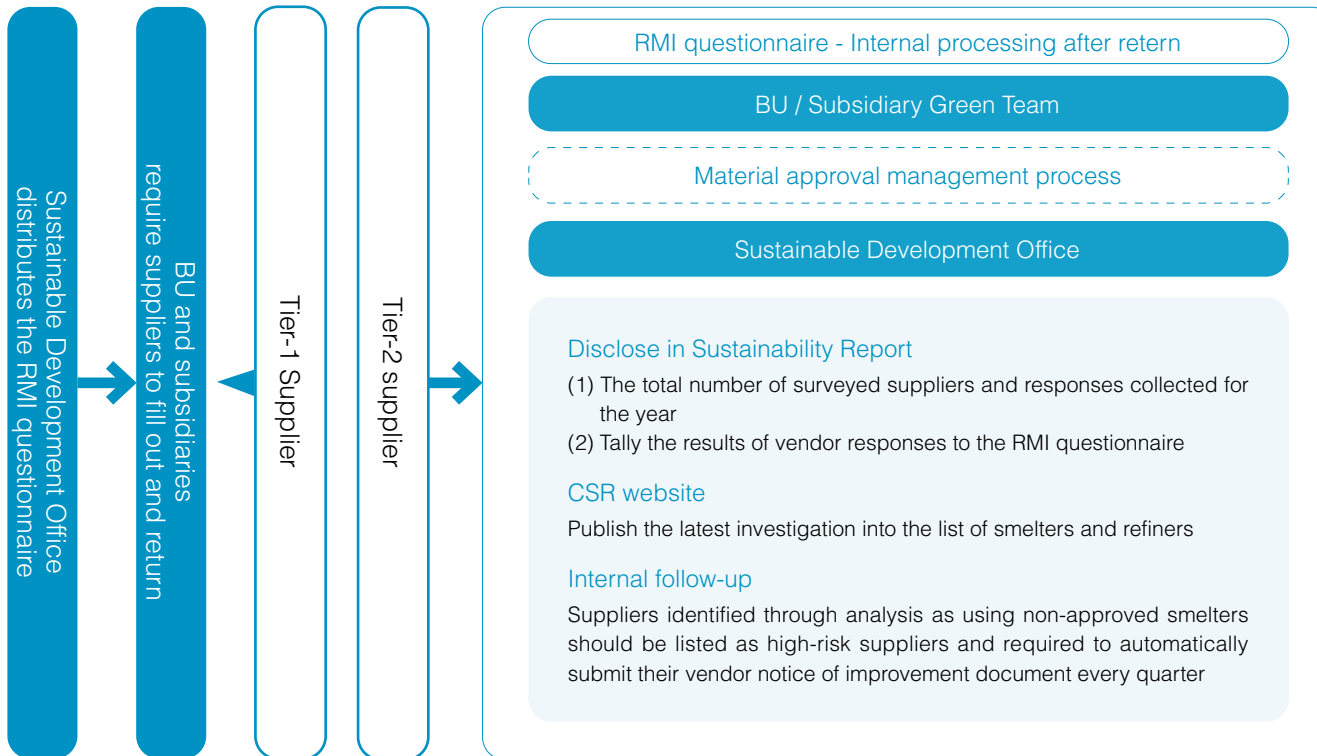 Sustainable Development Office
distributes the RMI questionnaire
BU and subsidiaries
require suppliers to fill out and return
Tier-1 Supplier
Tier-2 supplier
RMI questionnaire - Internal processing after retern
BU / Subsidiary Green Team
Material approval management process
Sustainable Development Office
Disclose in Sustainability Report
(1) The total number of surveyed suppliers and responses collected for
the year
(2) Tally the results of vendor responses to the RMI questionnaire
CSR website
Publish the latest investigation into the list of smelters and refiners
Internal follow-up
Suppliers identified through analysis as using non-approved smelters
should be listed as high-risk suppliers and required to automatically
submit their vendor notice of improvement document every quarter